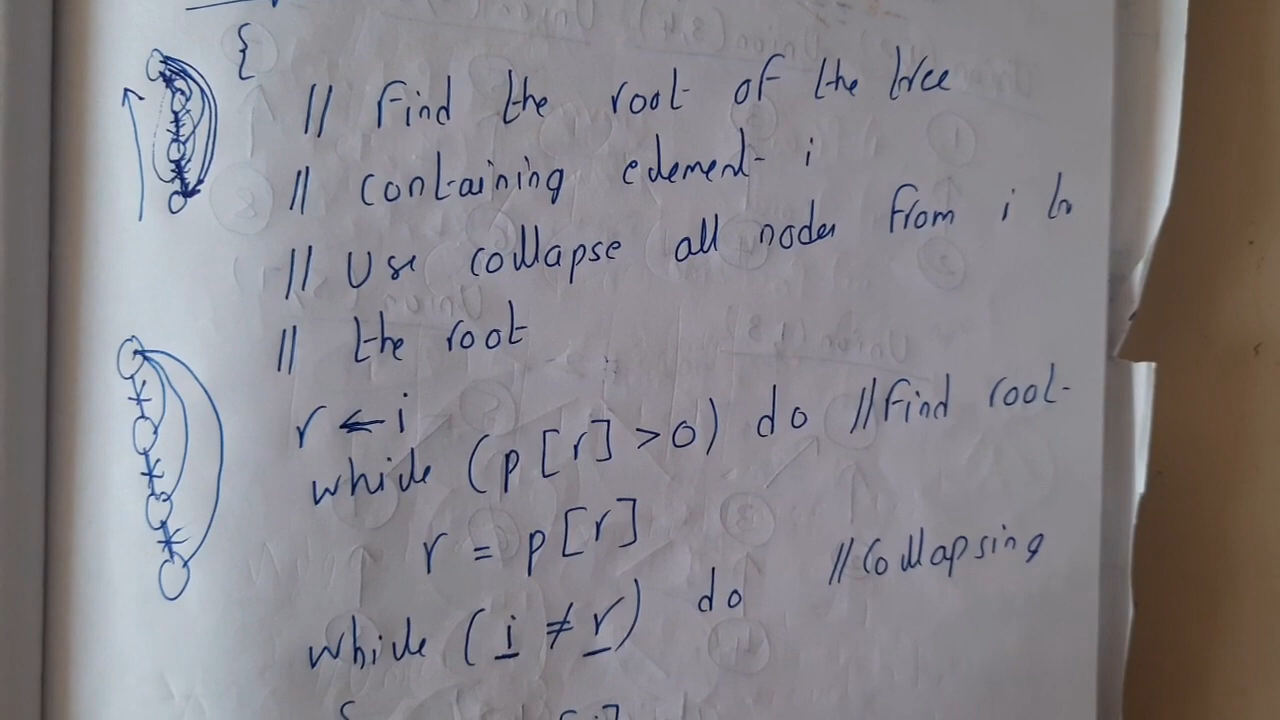 {
// Find the root of the tree
// containing element i
// Use collapse all nodes from i to
// the root
r ← i
while (p[r] > 0) do //Find root
r = p[r]
while (i ≠ r) do //Collapsing